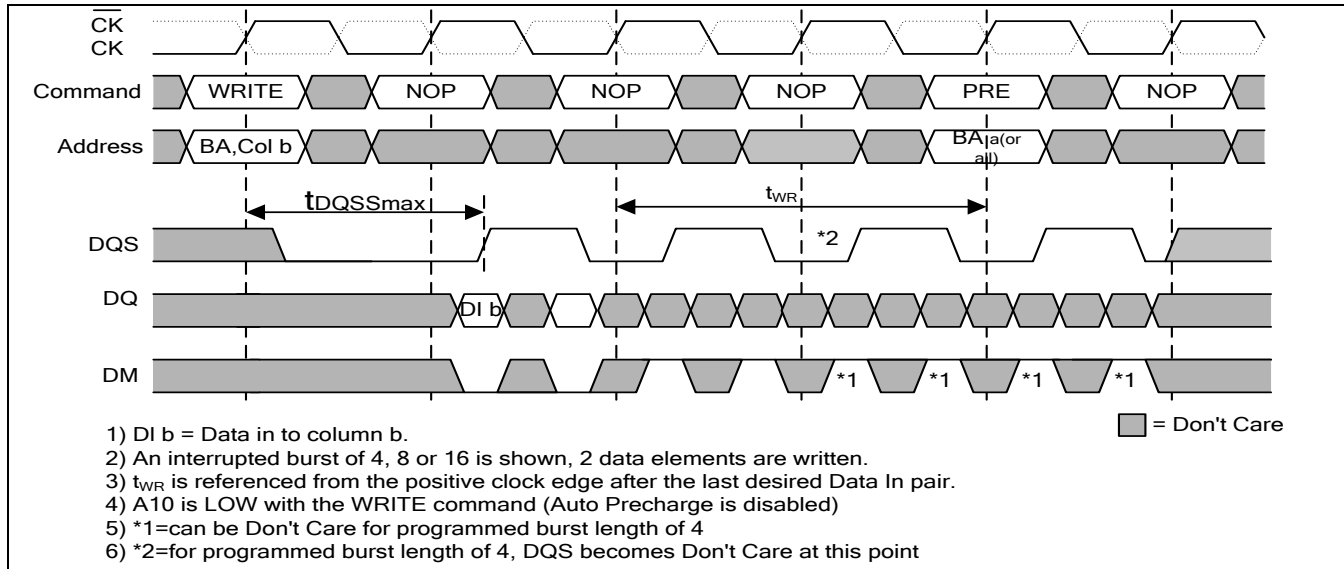 CK
CK
Command WRITE NOP NOP NOP PRE NOP
Address BA,Col b BA a(or all)
tDQSSmax tWR
DQS *2
DQ DI b
DM *1 *1 *1 *1
= Don't Care
1) DI b = Data in to column b.
2) An interrupted burst of 4, 8 or 16 is shown, 2 data elements are written.
3) tWR is referenced from the positive clock edge after the last desired Data In pair.
4) A10 is LOW with the WRITE command (Auto Precharge is disabled)
5) *1=can be Don't Care for programmed burst length of 4
6) *2=for programmed burst length of 4, DQS becomes Don't Care at this point